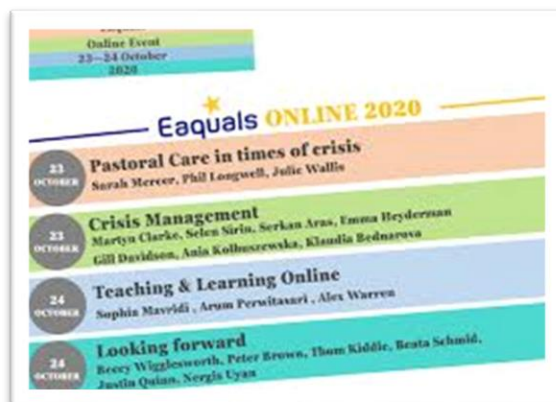 Eaquals
Online Event
23—24 October
2020
Eaquals ONLINE 2020
23
OCTOBER
Pastoral Care in times of crisis
Sarah Mercer, Phil Longwell, Julie Wallis
23
OCTOBER
Crisis Management
Martyn Clarke, Selen Sirin, Serkan Aras, Emma Heyderman
Gill Davidson, Ania Kolbuszewska, Klaudia Bednarova
24
OCTOBER
Teaching & Learning Online
Sophia Mavridi , Arum Perwitasari , Alex Warren
24
OCTOBER
Looking forward
Beccy Wigglesworth, Peter Brown, Thom Kiddle, Beata Schmid,
Justin Quinn, Nergis Uyan